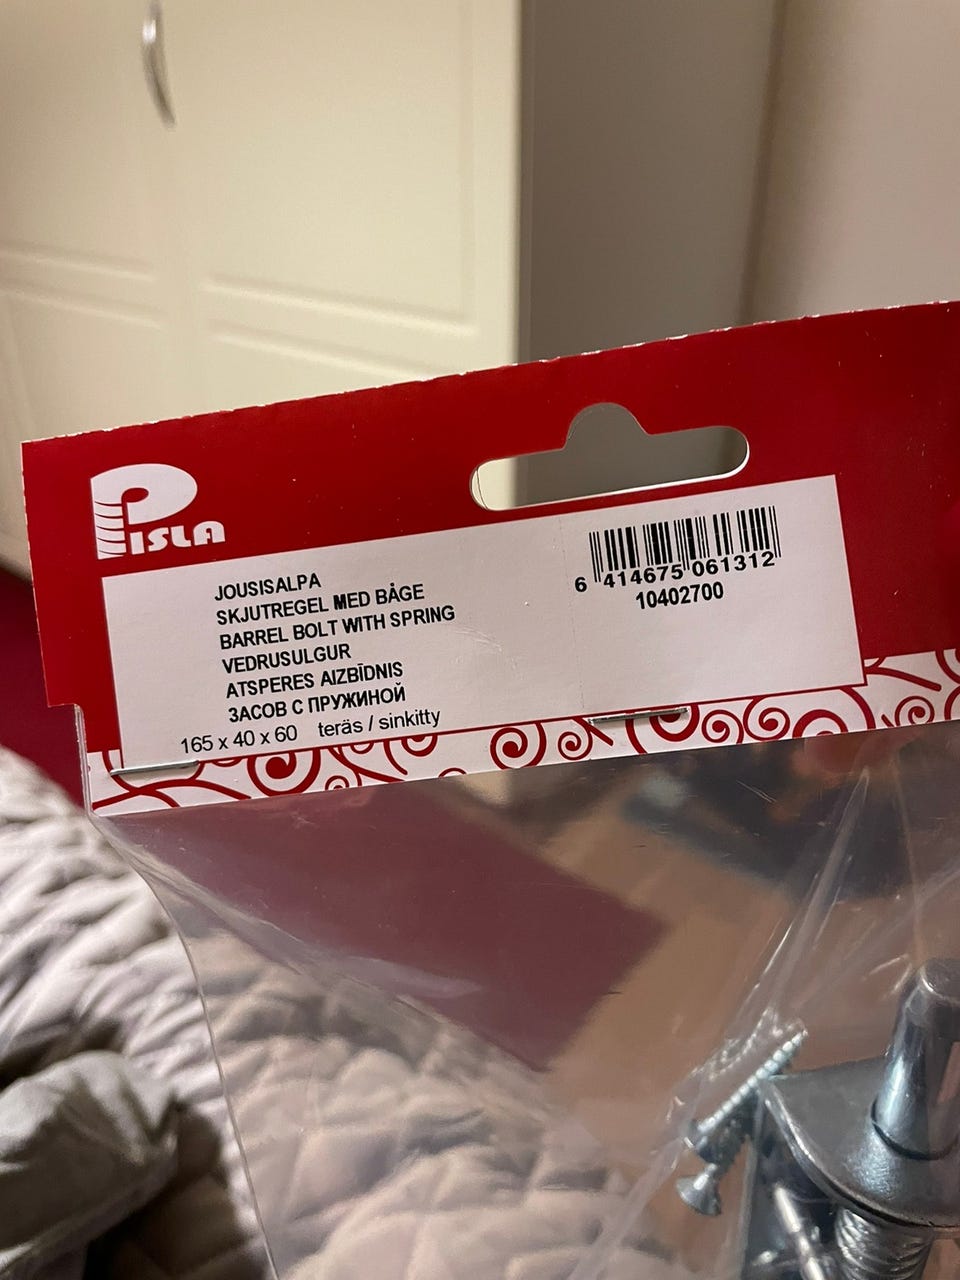 PISLA
JOUSISALPA
SKJUTREGEL MED BÅGE
BARREL BOLT WITH SPRING
VEDRUSULGUR
ATSPERES AIZBĪDNIS
ЗАСОВ С ПРУЖИНОЙ
165 x 40 x 60 teräs / sinkitty
6 414675 061312
10402700